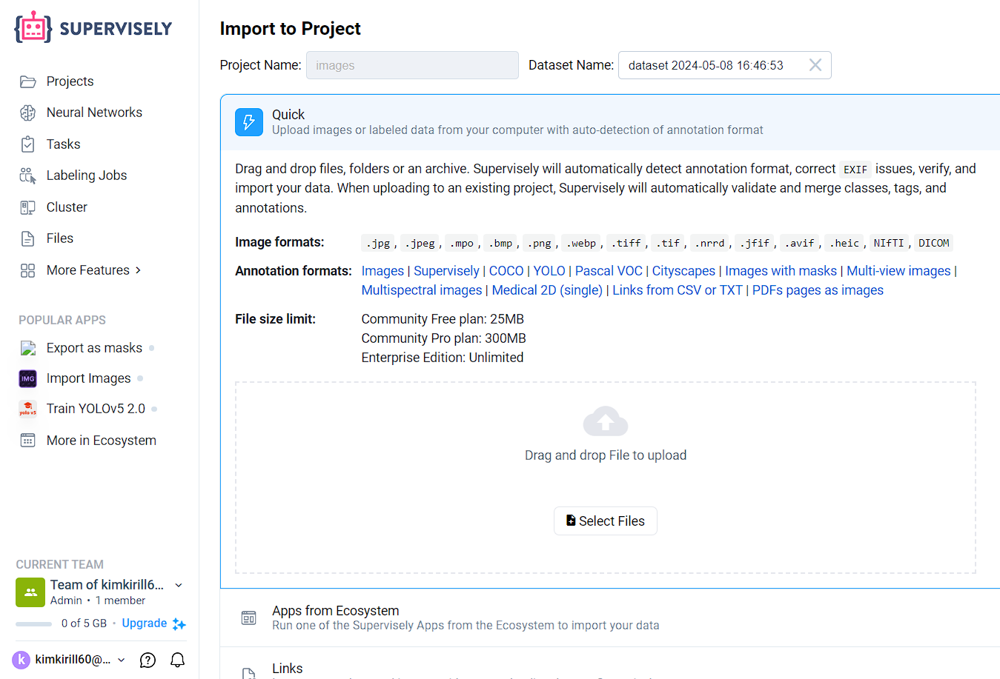 SUPERVISELY
Projects
Neural Networks
Tasks
Labeling Jobs
Cluster
Files
More Features
POPULAR APPS
Export as masks
IMG Import Images
yolo v5 Train YOLOv5 2.0
More in Ecosystem
CURRENT TEAM
Team of kimkirill6...
Admin • 1 member
0 of 5 GB • Upgrade
k kimkirill60@...
Import to Project
Project Name: images Dataset Name: dataset 2024-05-08 16:46:53
Quick
Upload images or labeled data from your computer with auto-detection of annotation format
Drag and drop files, folders or an archive. Supervisely will automatically detect annotation format, correct EXIF issues, verify, and
import your data. When uploading to an existing project, Supervisely will automatically validate and merge classes, tags, and
annotations.
Image formats: .jpg, .jpeg, .mpo, .bmp, .png, .webp, .tiff, .tif, .nrrd, .jfif, .avif, .heic, NIfTI, DICOM
Annotation formats: Images | Supervisely | COCO | YOLO | Pascal VOC | Cityscapes | Images with masks | Multi-view images |
Multispectral images | Medical 2D (single) | Links from CSV or TXT | PDFs pages as images
File size limit: Community Free plan: 25MB
Community Pro plan: 300MB
Enterprise Edition: Unlimited
Drag and drop File to upload
Select Files
Apps from Ecosystem
Run one of the Supervisely Apps from the Ecosystem to import your data
Links